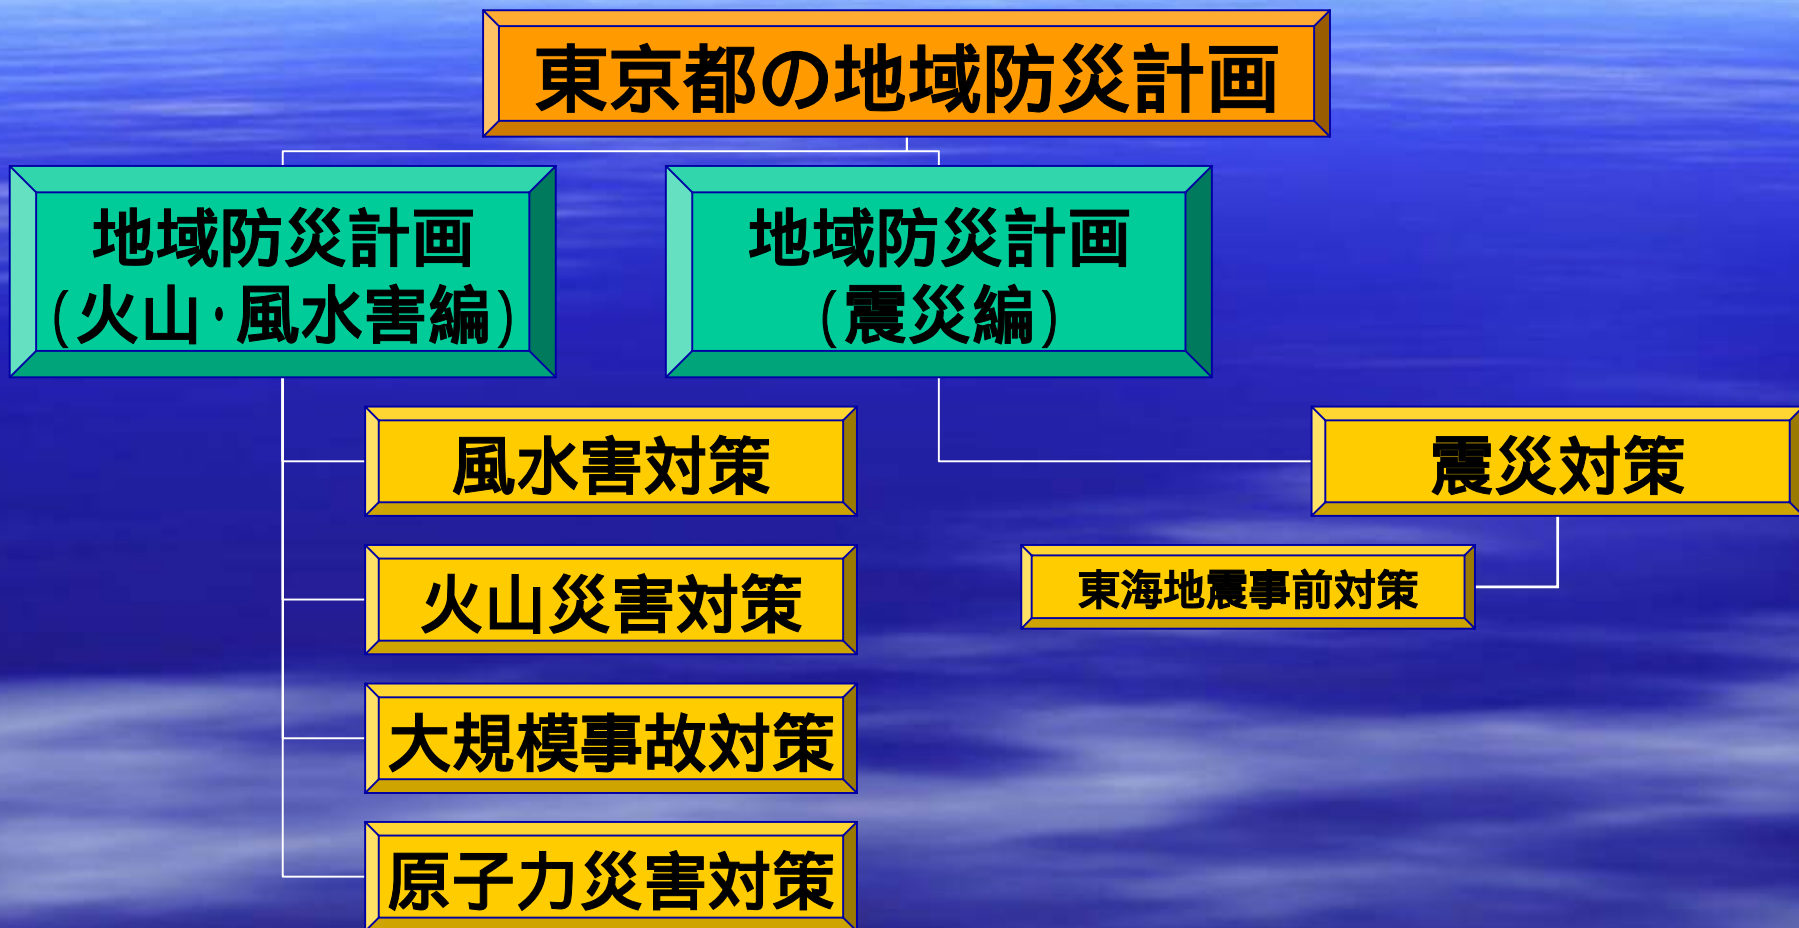 東京都の地域防災計画
地域防災計画
(火山・風水害編)
地域防災計画
(震災編)
風水害対策
火山災害対策
大規模事故対策
原子力災害対策
震災対策
東海地震事前対策